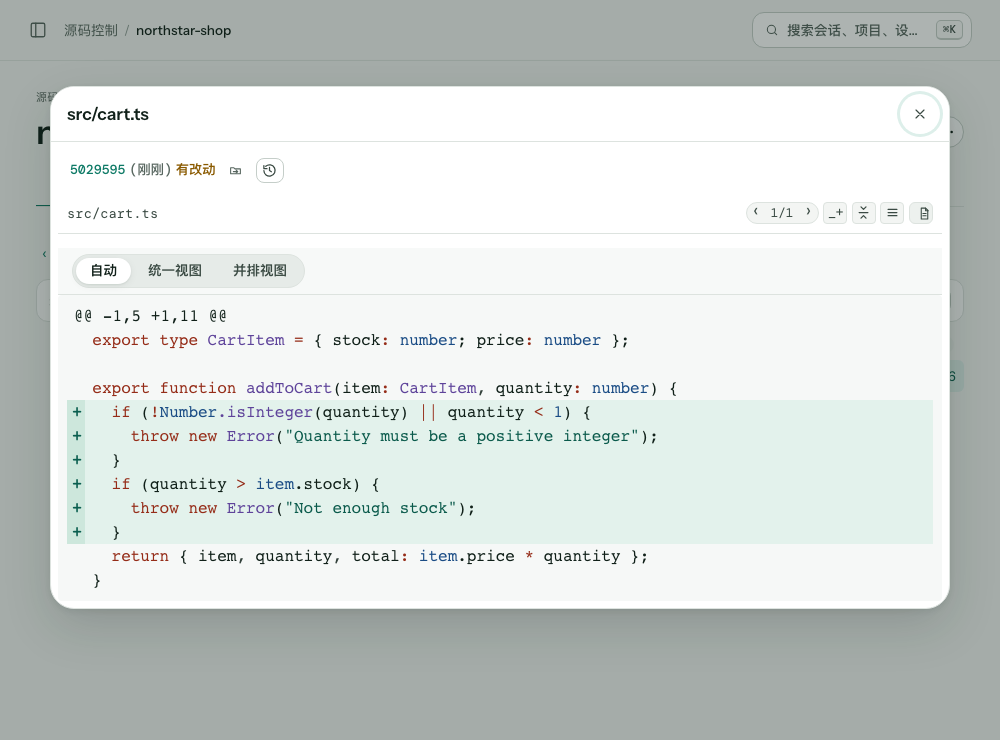 源码控制 / northstar-shop
搜索会话、项目、设… ⌘K
src/cart.ts
5029595 (刚刚) 有改动
src/cart.ts
1/1
自动 统一视图 并排视图
@@ -1,5 +1,11 @@
export type CartItem = { stock: number; price: number };
export function addToCart(item: CartItem, quantity: number) {
+ if (!Number.isInteger(quantity) || quantity < 1) {
+ throw new Error("Quantity must be a positive integer");
+ }
+ if (quantity > item.stock) {
+ throw new Error("Not enough stock");
+ }
return { item, quantity, total: item.price * quantity };
}